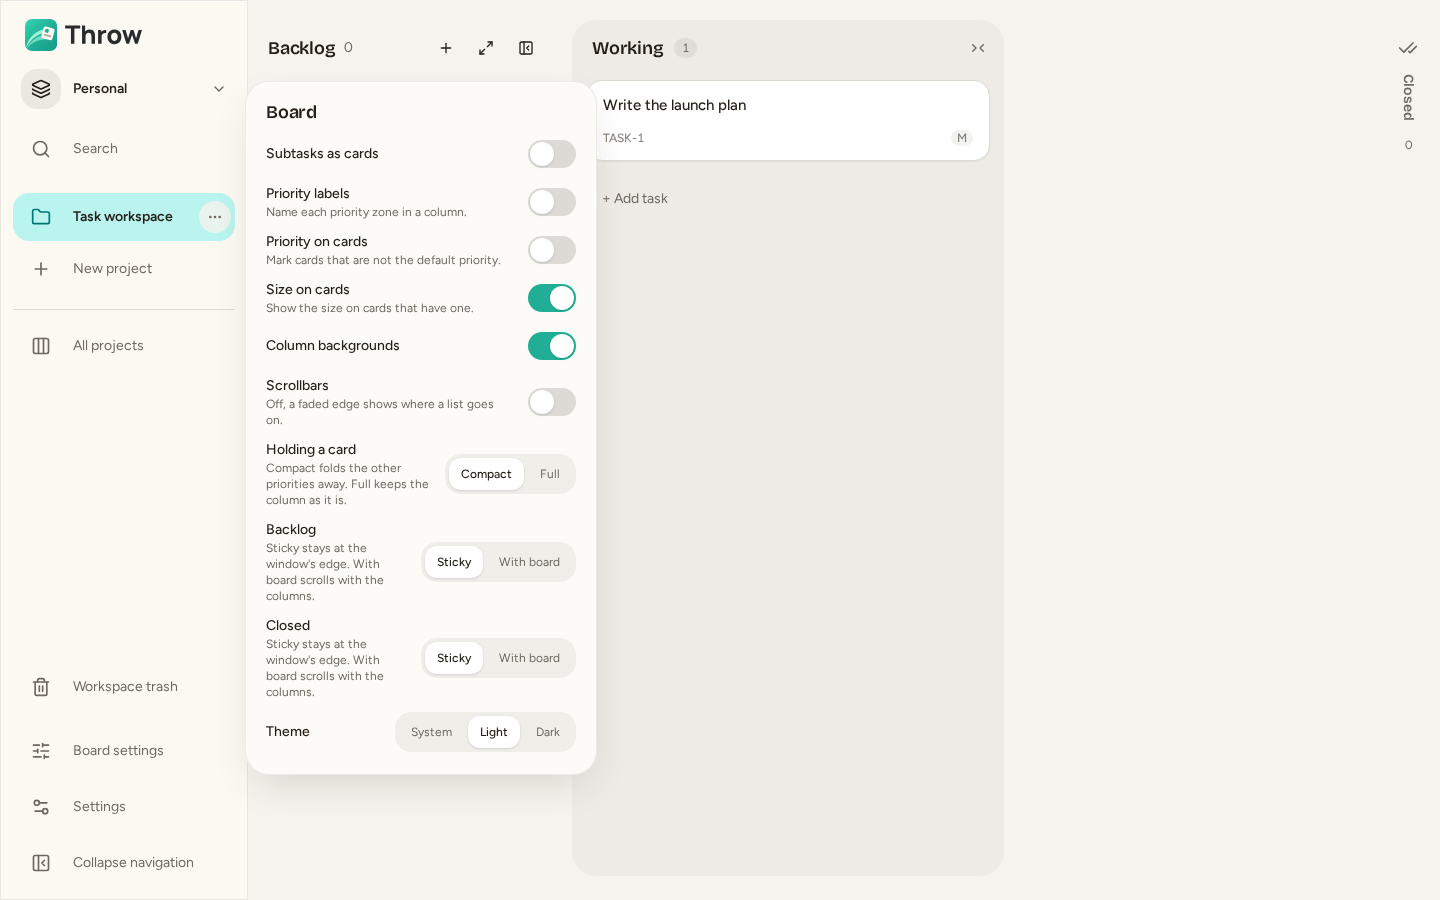 Throw
Personal
Search
Task workspace
New project
All projects
Workspace trash
Board settings
Settings
Collapse navigation
Backlog 0
Board
Subtasks as cards
Priority labels
Name each priority zone in a column.
Priority on cards
Mark cards that are not the default priority.
Size on cards
Show the size on cards that have one.
Column backgrounds
Scrollbars
Off, a faded edge shows where a list goes
on.
Holding a card
Compact folds the other
priorities away. Full keeps the
column as it is.
Compact Full
Backlog
Sticky stays at the
window's edge. With
board scrolls with the
columns.
Sticky With board
Closed
Sticky stays at the
window's edge. With
board scrolls with the
columns.
Sticky With board
Theme
System Light Dark
Working 1
Write the launch plan
TASK-1 M
+ Add task
Closed
0